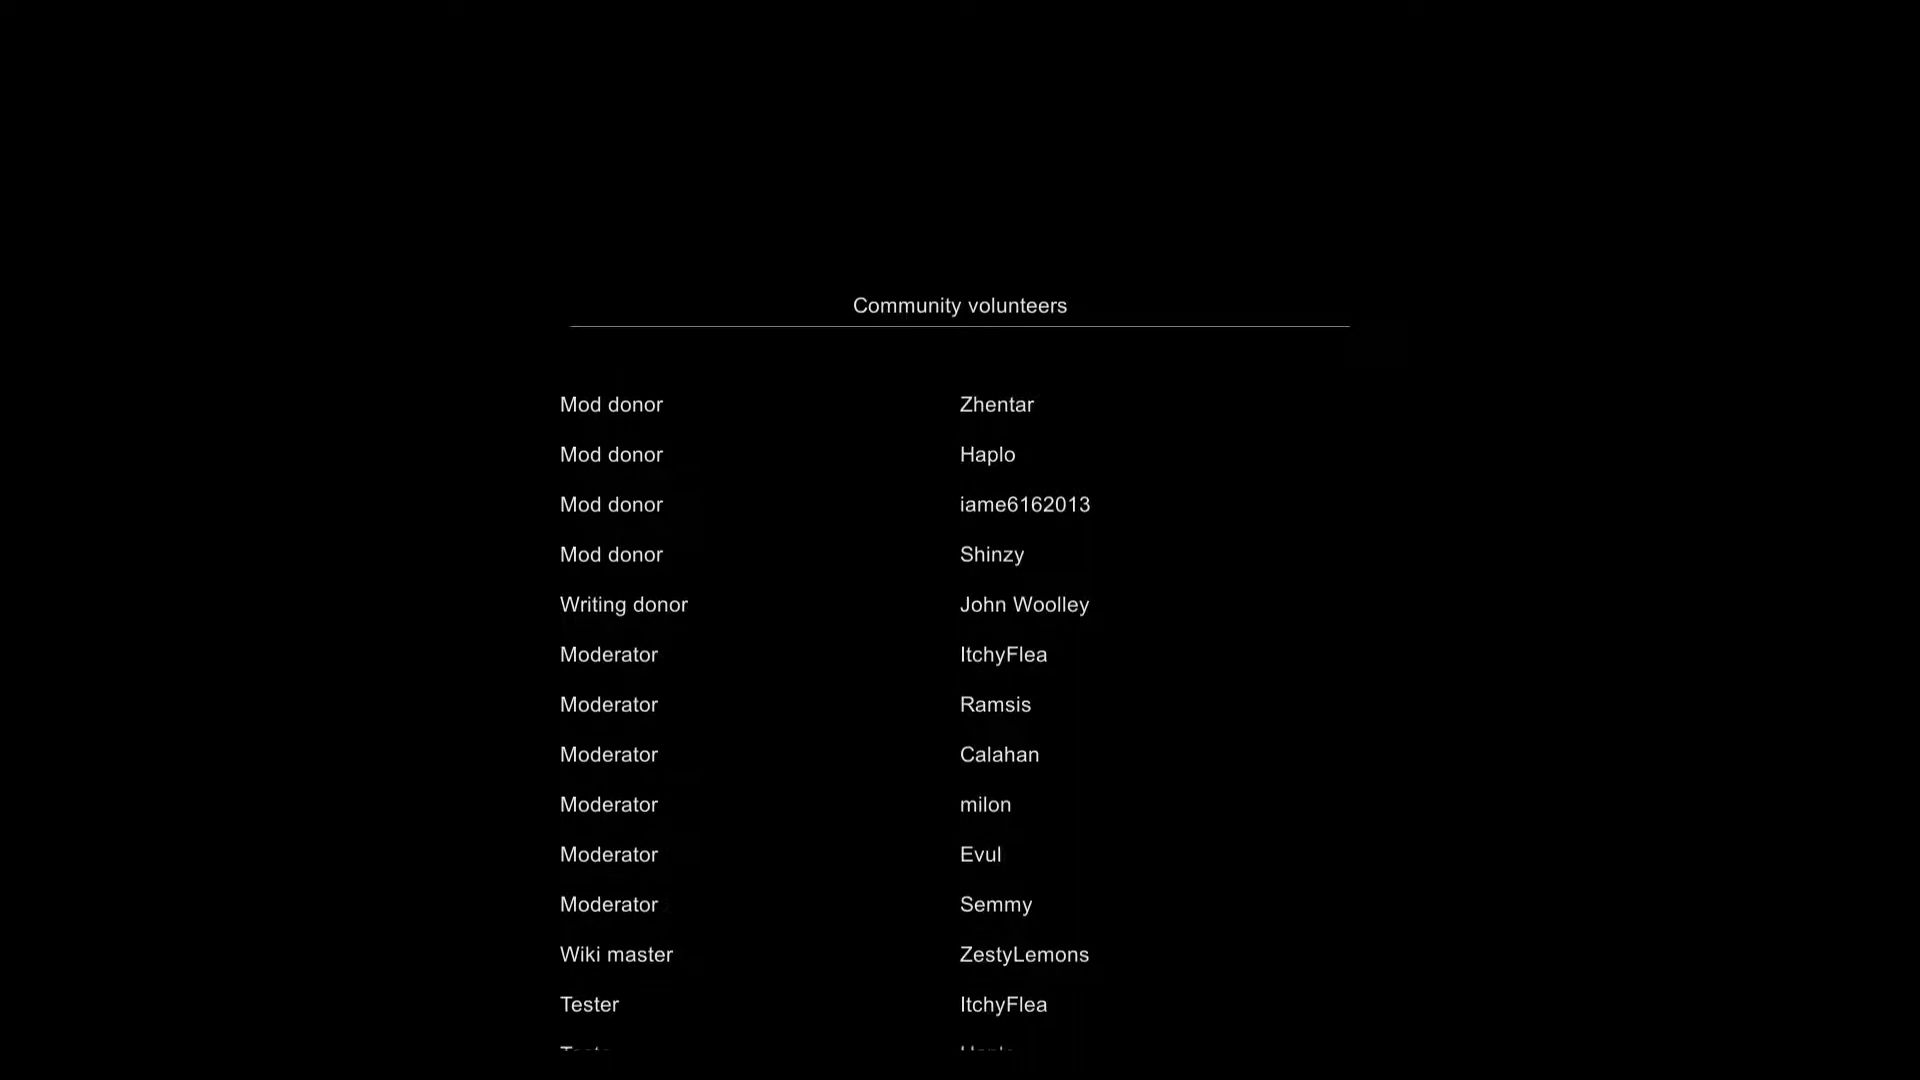 Community volunteers
Mod donor Zhentar
Mod donor Haplo
Mod donor iame6162013
Mod donor Shinzy
Writing donor John Woolley
Moderator ItchyFlea
Moderator Ramsis
Moderator Calahan
Moderator milon
Moderator Evul
Moderator Semmy
Wiki master ZestyLemons
Tester ItchyFlea